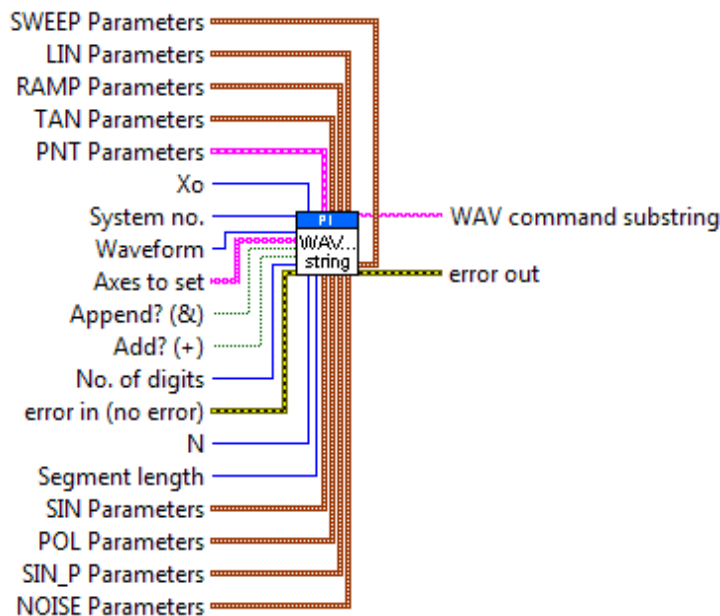 SWEEP Parameters
LIN Parameters
RAMP Parameters
TAN Parameters
PNT Parameters
Xo
System no.
Waveform
Axes to set
Append? (&)
Add? (+)
No. of digits
error in (no error)
N
Segment length
SIN Parameters
POL Parameters
SIN_P Parameters
NOISE Parameters
PI
WAV...
string
WAV command substring
error out